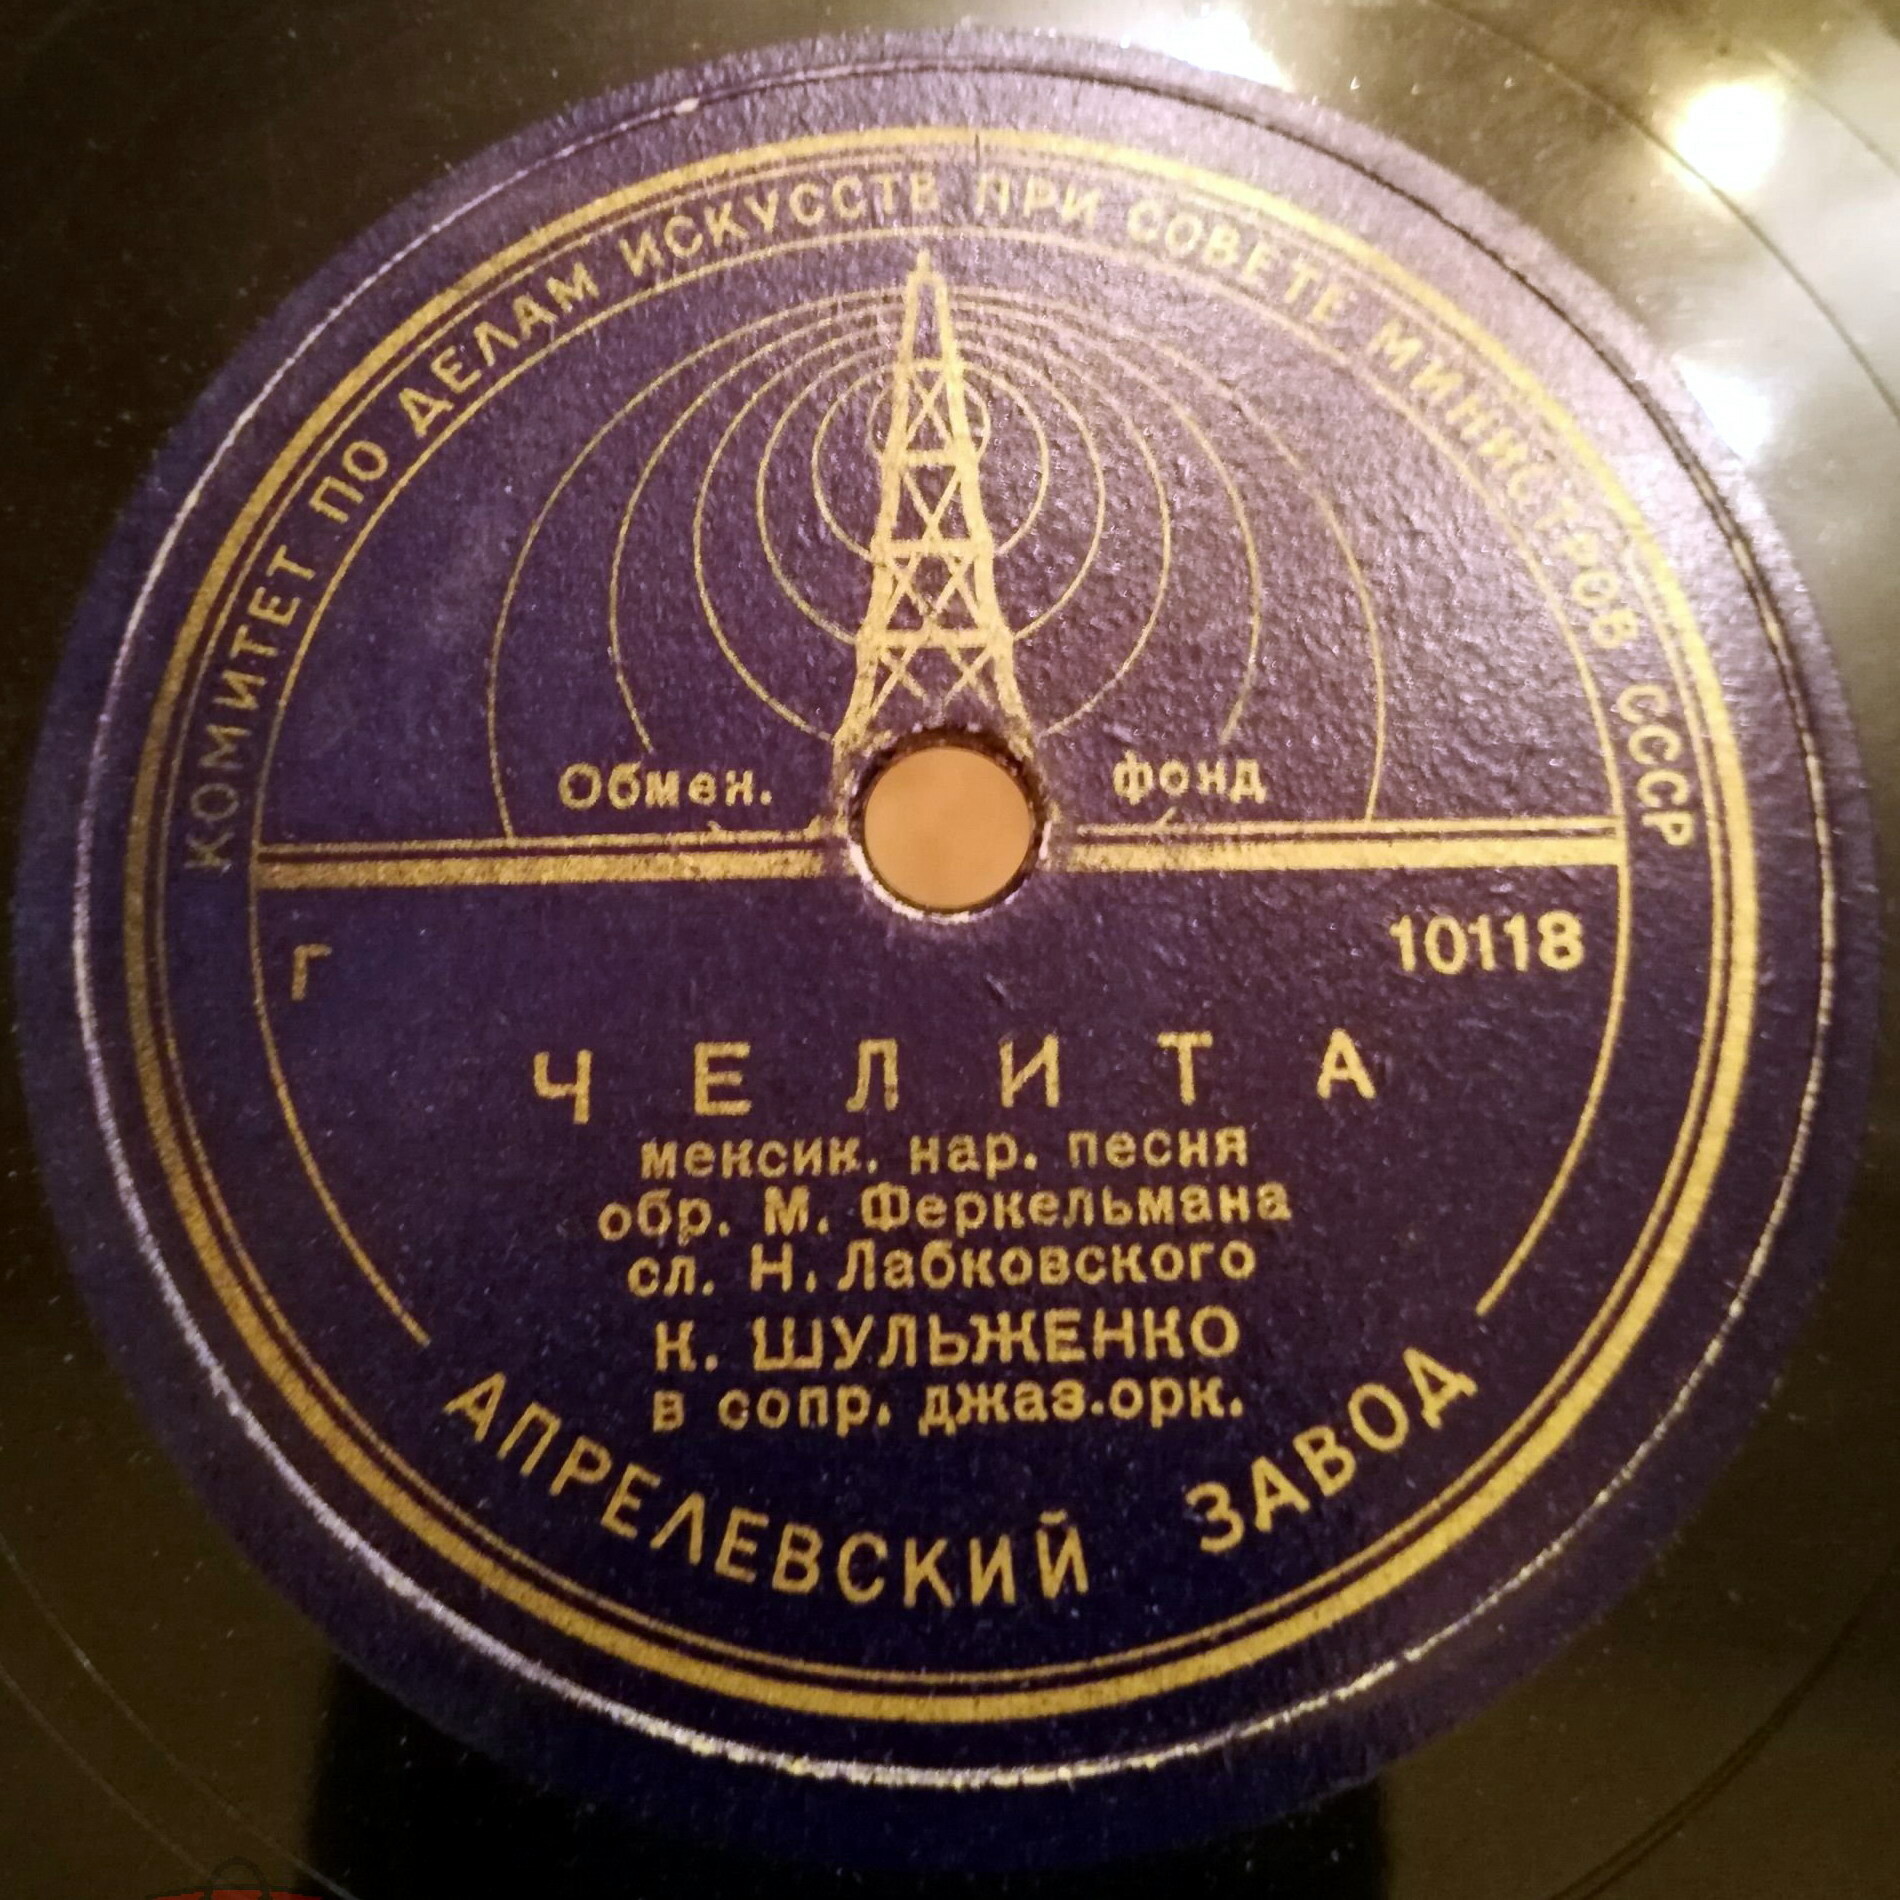 КОМИТЕТ ПО ДЕЛАМ ИСКУССТВ ПРИ СОВЕТЕ МИНИСТРОВ СССР
Обмен. фонд
Г 10118
ЧЕЛИТА
мексик. нар. песня
обр. М. Феркельмана
сл. Н. Лабковского
К. ШУЛЬЖЕНКО
в сопр. джаз.орк.
АПРЕЛЕВСКИЙ ЗАВОД